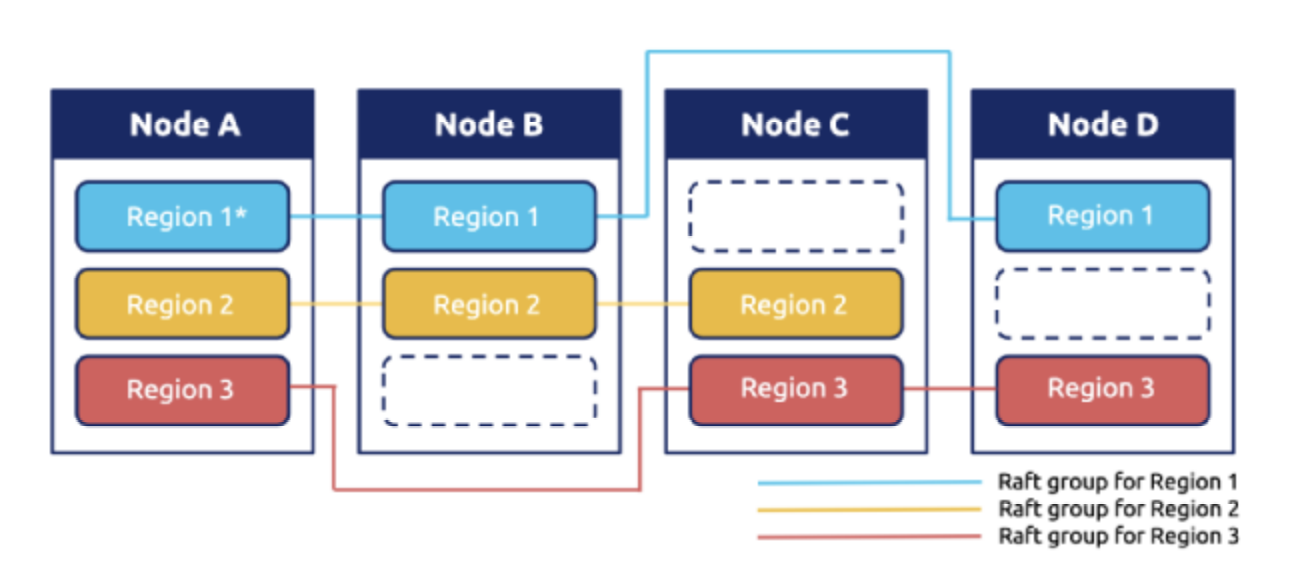 Node A
Node B
Node C
Node D
Region 1*
Region 1
Region 1
Region 2
Region 2
Region 2
Region 3
Region 3
Region 3
Raft group for Region 1
Raft group for Region 2
Raft group for Region 3